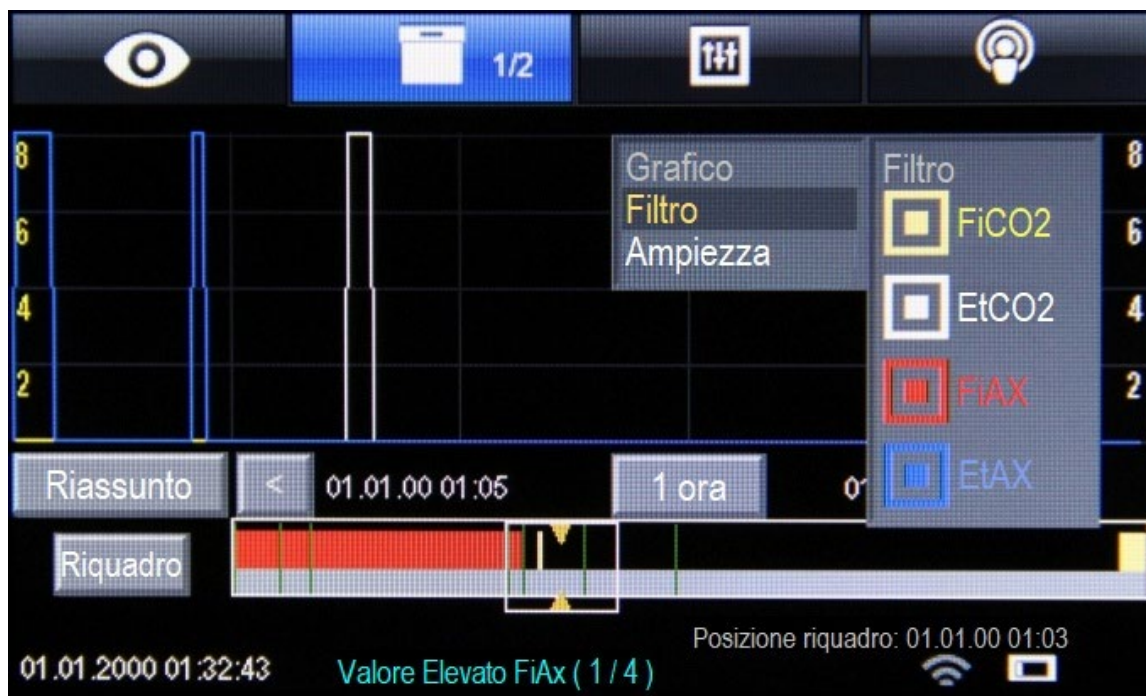 1/2
8
6
4
2
Grafico
Filtro
Ampiezza
Filtro
FiCO2
EtCO2
FiAX
EtAX
8
6
4
2
Riassunto < 01.01.00 01:05 1 ora
Riquadro
Posizione riquadro: 01.01.00 01:03
01.01.2000 01:32:43 Valore Elevato FiAx ( 1 / 4 )